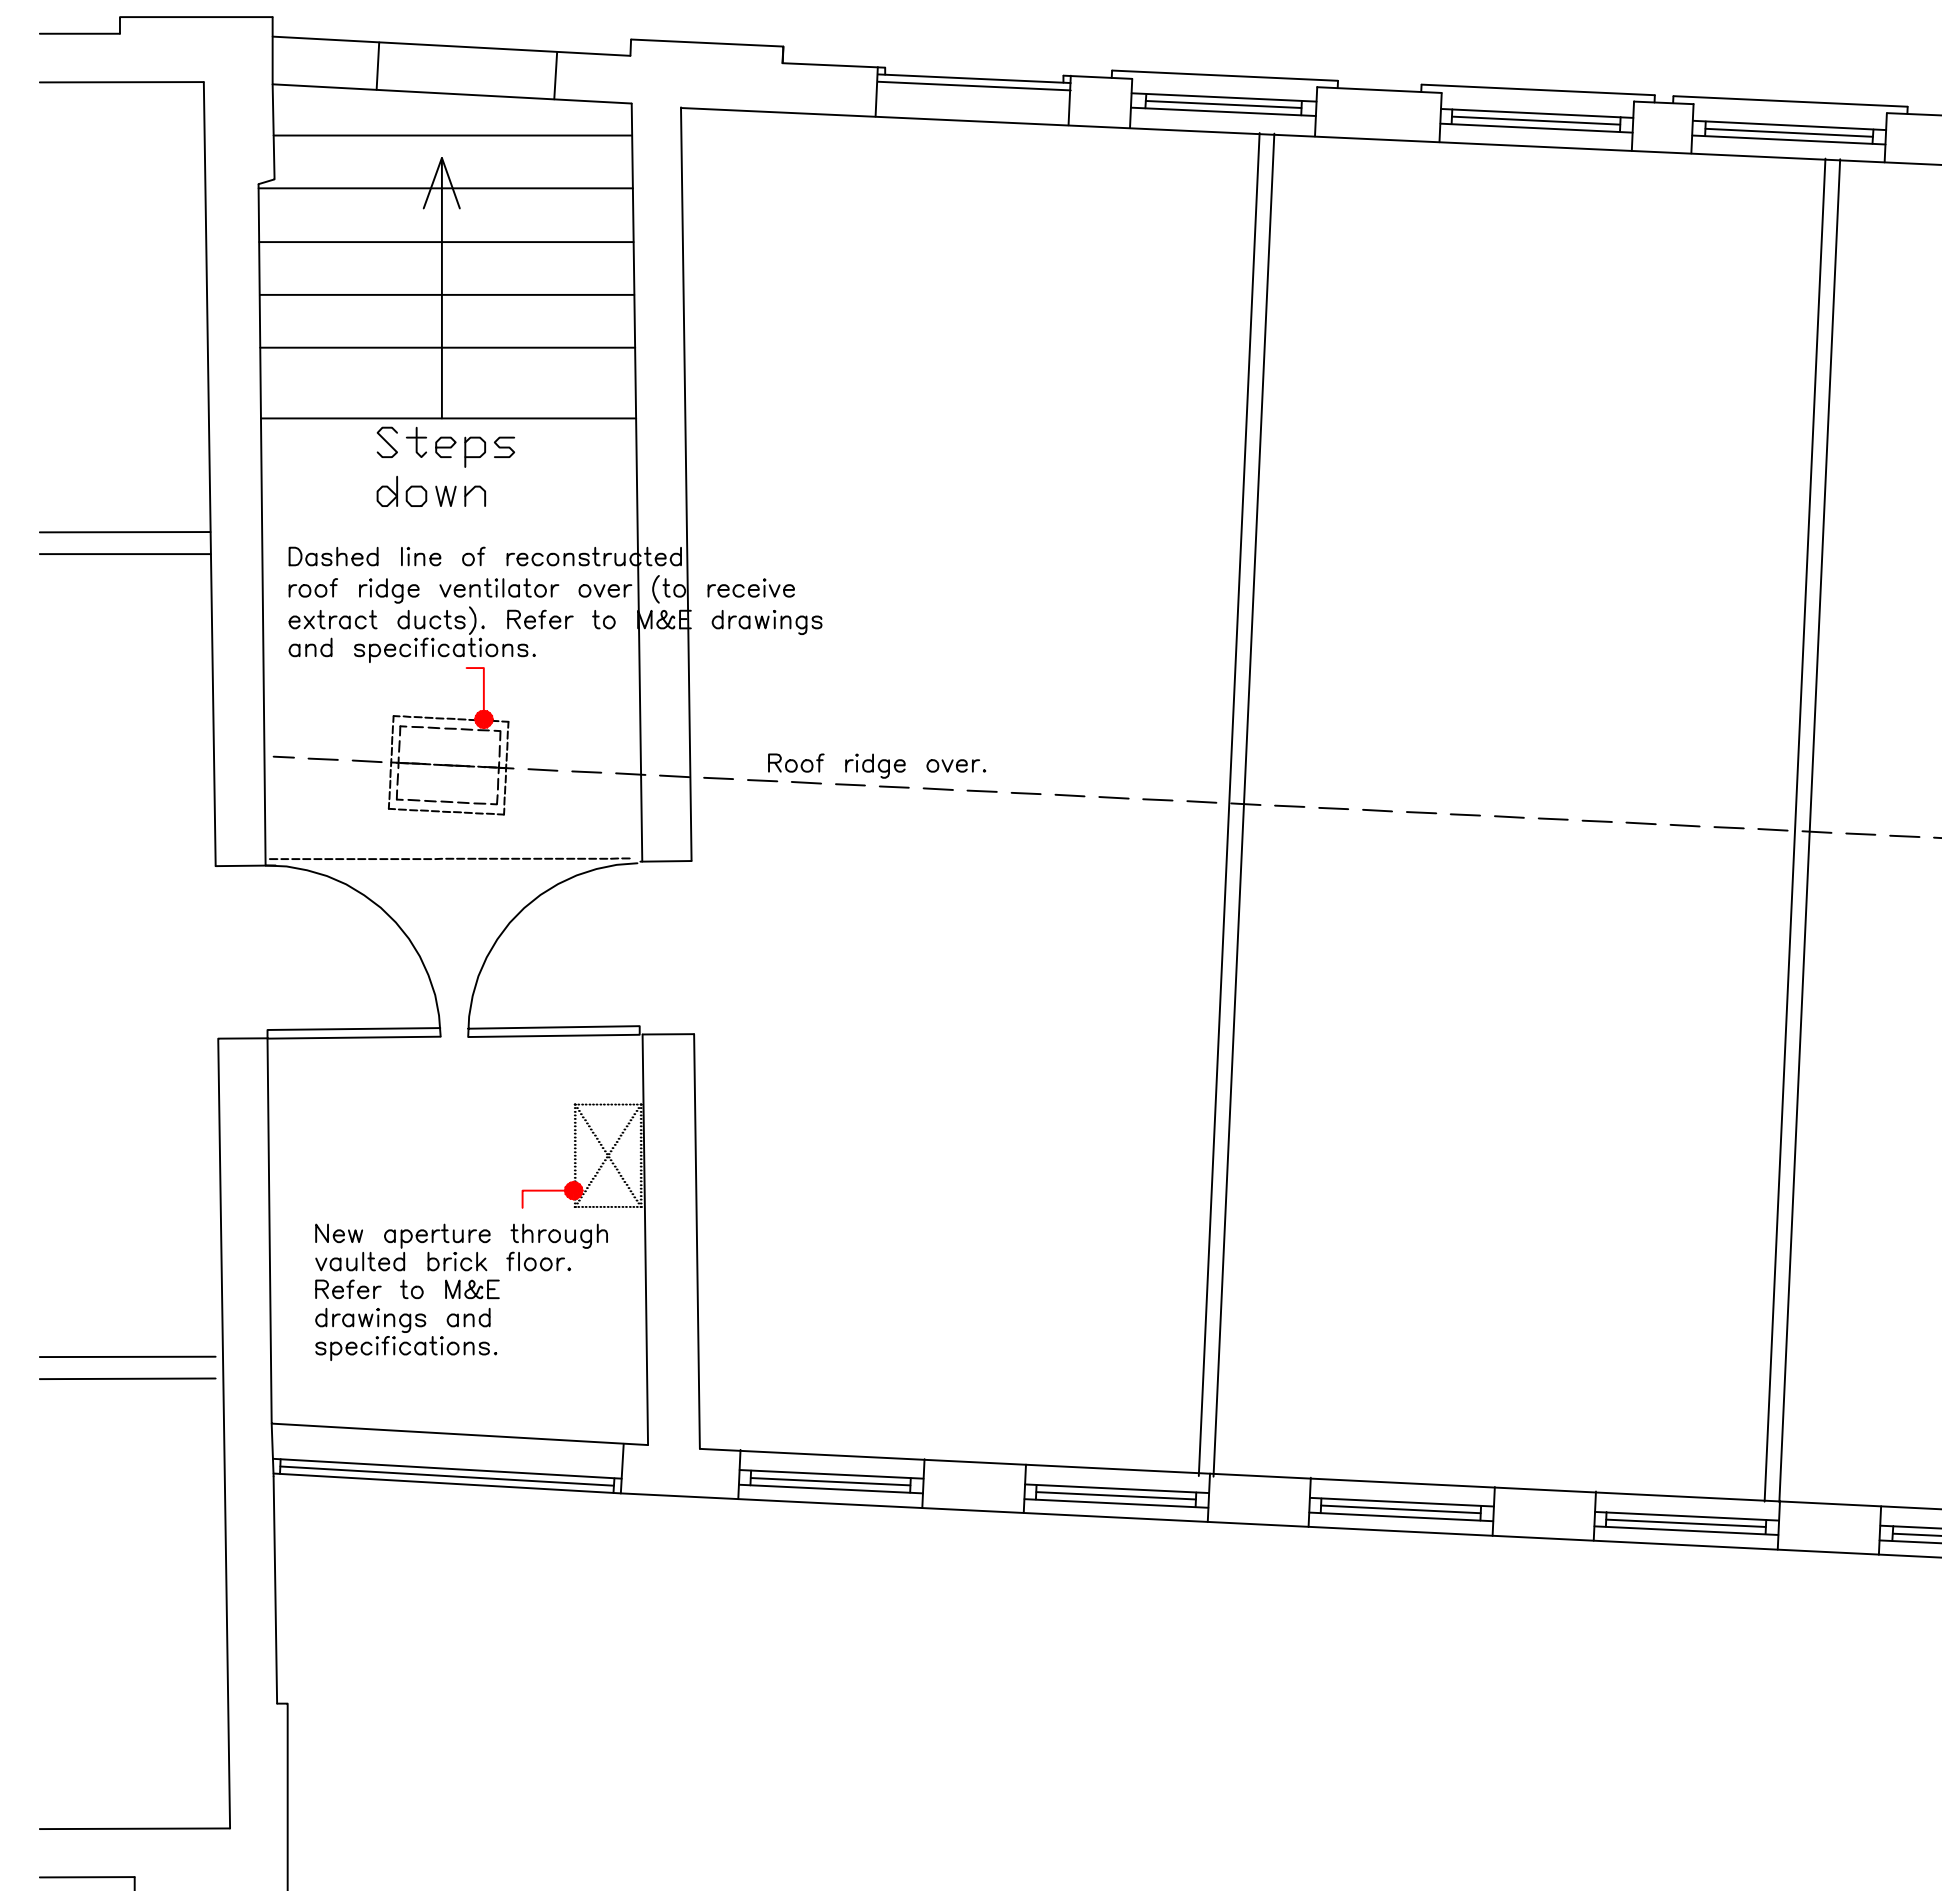 Steps
down
Dashed line of reconstructed
roof ridge ventilator over (to receive
extract ducts). Refer to M&E drawings
and specifications.
Roof ridge over.
New aperture through
vaulted brick floor.
Refer to M&E
drawings and
specifications.